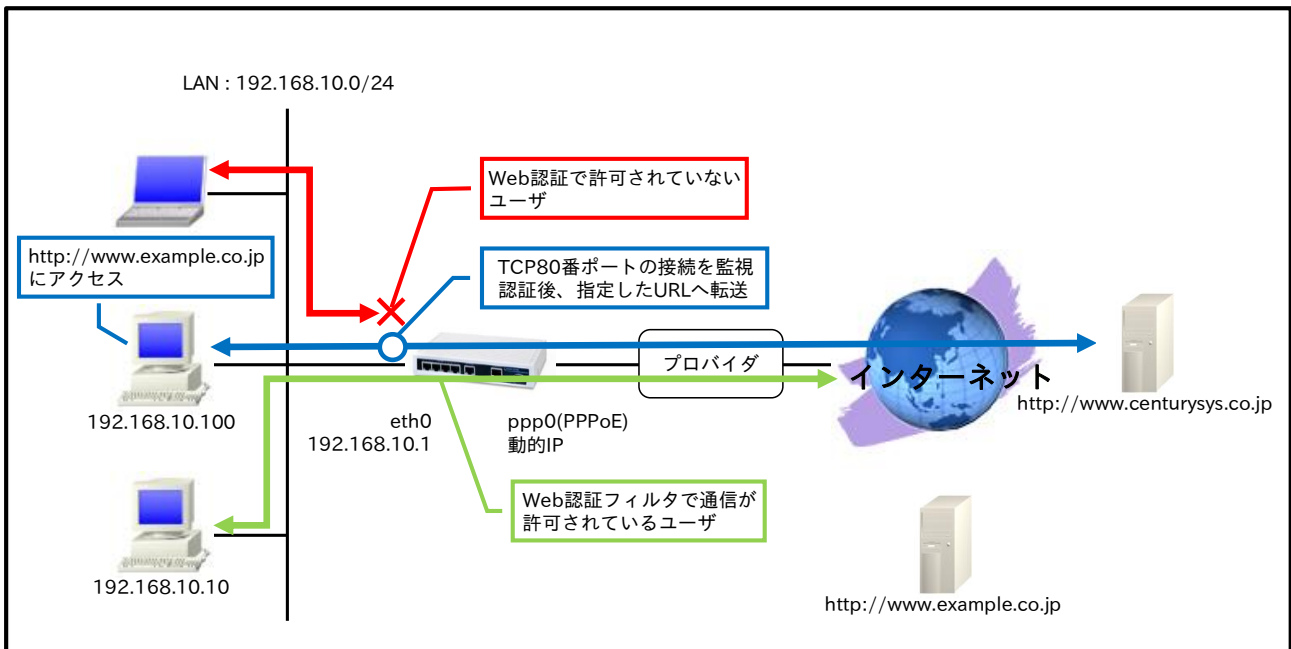 LAN : 192.168.10.0/24
Web認証で許可されていない
ユーザ
http://www.example.co.jp
にアクセス
TCP80番ポートの接続を監視
認証後、指定したURLへ転送
プロバイダ
インターネット
http://www.centurysys.co.jp
192.168.10.100
eth0
192.168.10.1
ppp0(PPPoE)
動的IP
Web認証フィルタで通信が
許可されているユーザ
192.168.10.10
http://www.example.co.jp